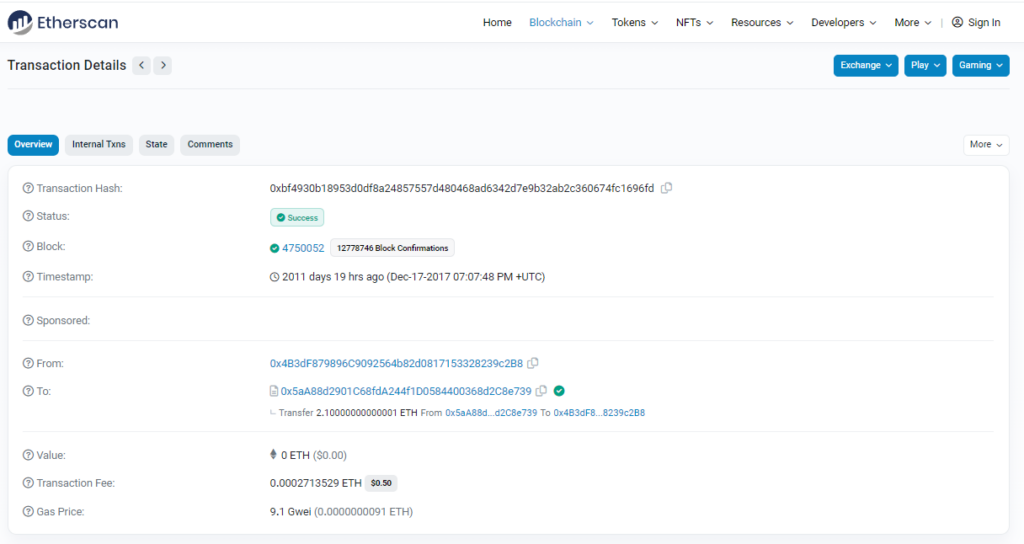 Etherscan
Home Blockchain Tokens NFTs Resources Developers More | Sign In
Transaction Details
Exchange Play Gaming
Overview Internal Txns State Comments
More
Transaction Hash: 0xbf4930b18953d0df8a24857557d480468ad6342d7e9b32ab2c360674fc1696fd
Status: Success
Block: 4750052 12778746 Block Confirmations
Timestamp: 2011 days 19 hrs ago (Dec-17-2017 07:07:48 PM +UTC)
Sponsored:
From: 0x4B3dF879896C9092564b82d0817153328239c2B8
To: 0x5aA88d2901C68fdA244f1D0584400368d2C8e739
Transfer 2.10000000000001 ETH From 0x5aA88d...d2C8e739 To 0x4B3dF8...8239c2B8
Value: 0 ETH ($0.00)
Transaction Fee: 0.0002713529 ETH $0.50
Gas Price: 9.1 Gwei (0.0000000091 ETH)